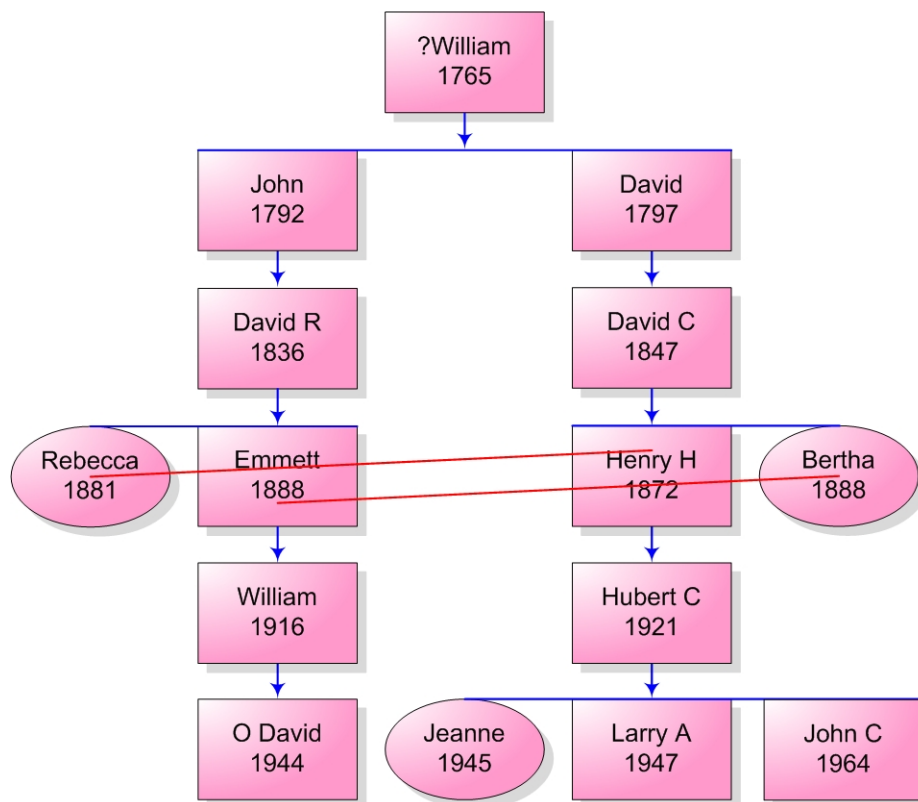 ?William
1765
John
1792
David
1797
David R
1836
David C
1847
Rebecca
1881
Emmett
1888
Henry H
1872
Bertha
1888
William
1916
Hubert C
1921
O David
1944
Jeanne
1945
Larry A
1947
John C
1964